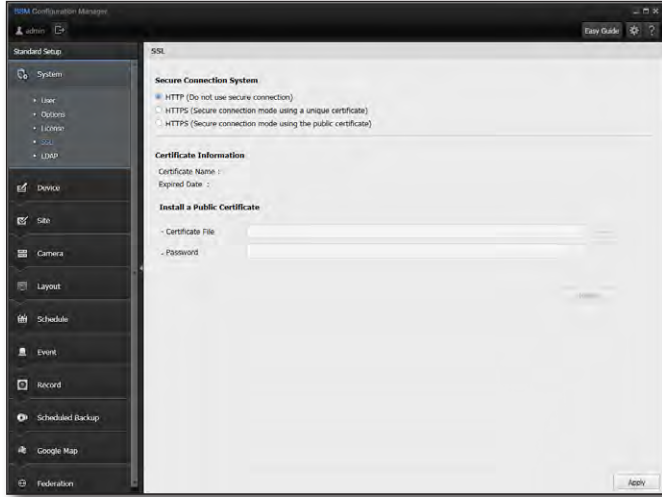 SSM Configuration Manager
admin
Easy Guide
?
Standard Setup
SSL
System
User
Options
License
SSL
LDAP
Device
Site
Camera
Layout
Schedule
Event
Record
Scheduled Backup
Google Map
Federation
Secure Connection System
HTTP (Do not use secure connection)
HTTPS (Secure connection mode using a unique certificate)
HTTPS (Secure connection mode using the public certificate)
Certificate Information
Certificate Name :
Expired Date :
Install a Public Certificate
- Certificate File
- Password
Apply